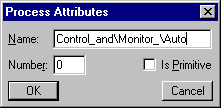 Process Attributes
Name: Control_and\Monitor_\Auto
Number: 0 Is Primitive
OK Cancel